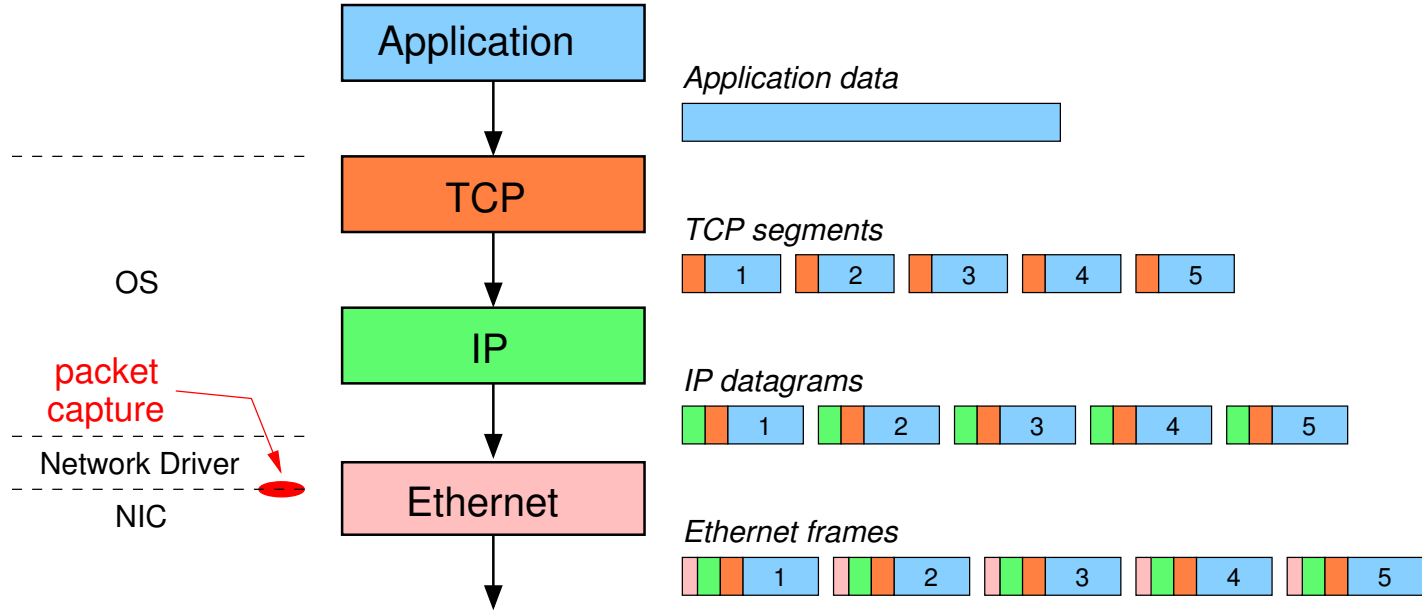 Application
Application data
TCP
TCP segments
1 2 3 4 5
OS
IP
packet
capture
IP datagrams
1 2 3 4 5
Network Driver
Ethernet
NIC
Ethernet frames
1 2 3 4 5